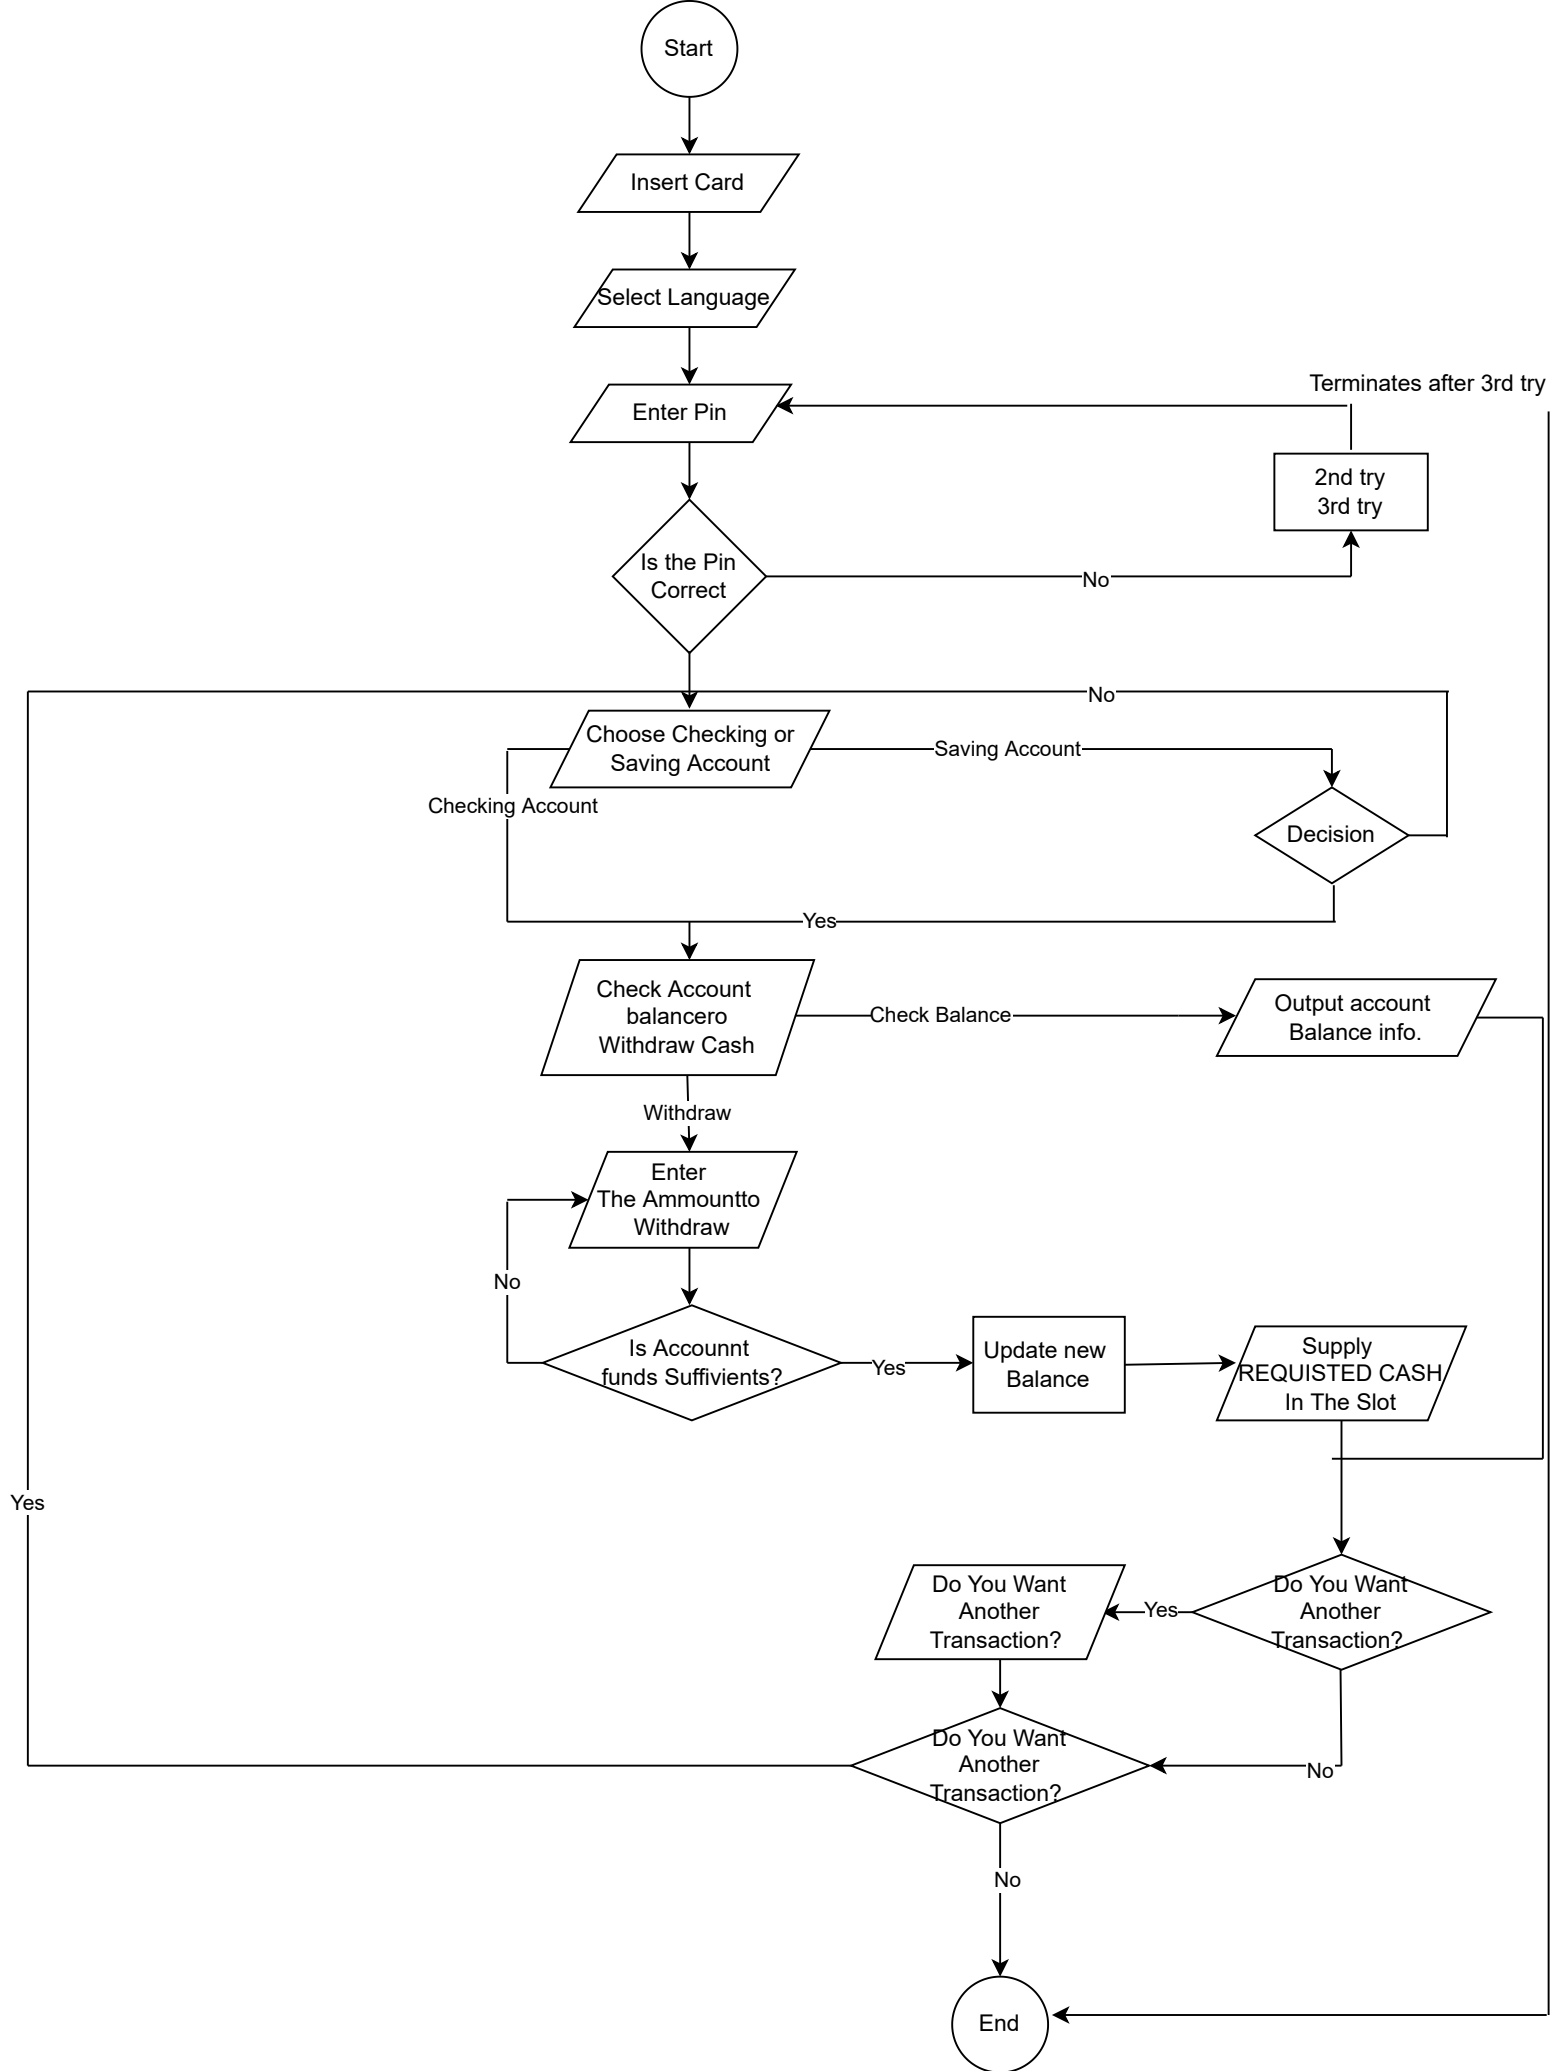 Start
Insert Card
Select Language
Terminates after 3rd try
Enter Pin
2nd try
3rd try
Is the Pin
Correct
No
No
Choose Checking or
Saving Account
Saving Account
Checking Account
Decision
Yes
Check Account
balancero
Withdraw Cash
Check Balance
Output account
Balance info.
Withdraw
Enter
The Ammountto
Withdraw
No
Is Accounnt
funds Suffivients?
Yes
Update new
Balance
Supply
REQUISTED CASH
In The Slot
Yes
Do You Want
Another
Transaction?
Yes
Do You Want
Another
Transaction?
Do You Want
Another
Transaction?
No
No
End